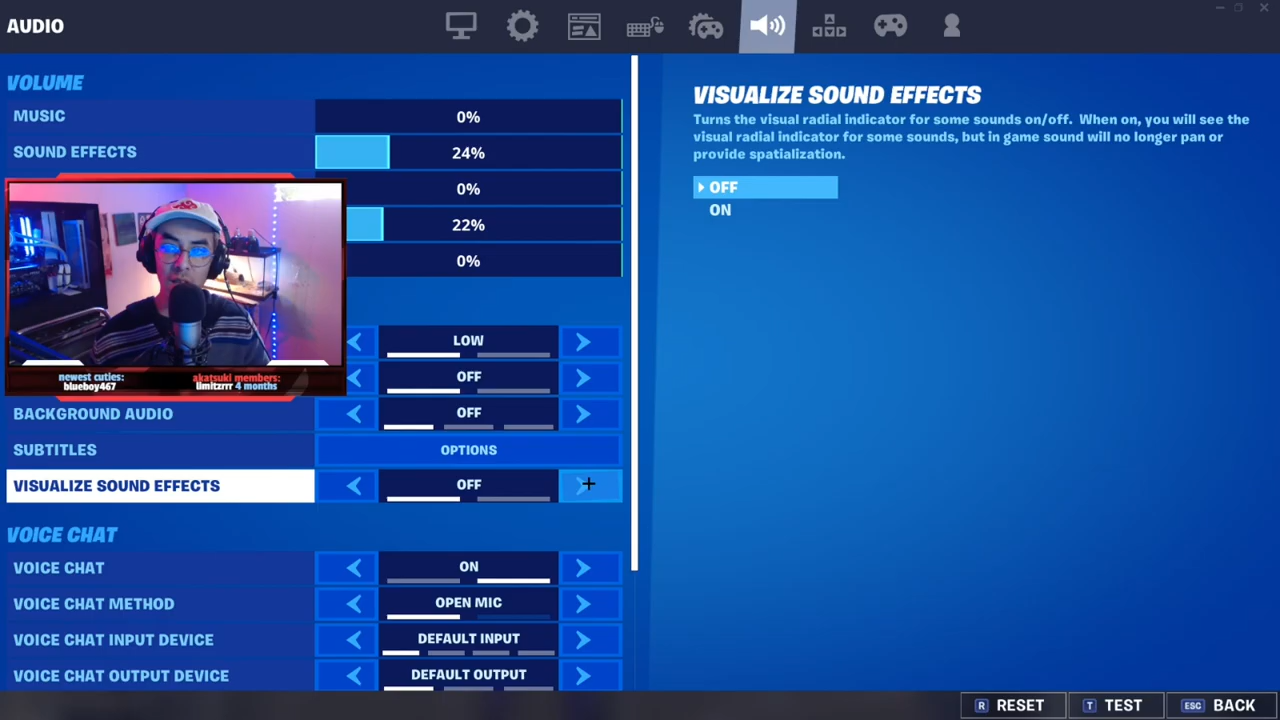 AUDIO
VOLUME
MUSIC
0%
SOUND EFFECTS
24%
0%
22%
0%
LOW
OFF
BACKGROUND AUDIO
OFF
SUBTITLES
OPTIONS
VISUALIZE SOUND EFFECTS
OFF
VOICE CHAT
VOICE CHAT
ON
VOICE CHAT METHOD
OPEN MIC
VOICE CHAT INPUT DEVICE
DEFAULT INPUT
VOICE CHAT OUTPUT DEVICE
DEFAULT OUTPUT
newest cuties:
blueboy467
akatsuki members:
limitzrrr 4 months
VISUALIZE SOUND EFFECTS
Turns the visual radial indicator for some sounds on/off. When on, you will see the
visual radial indicator for some sounds, but in game sound will no longer pan or
provide spatialization.
OFF
ON
R RESET
T TEST
ESC BACK